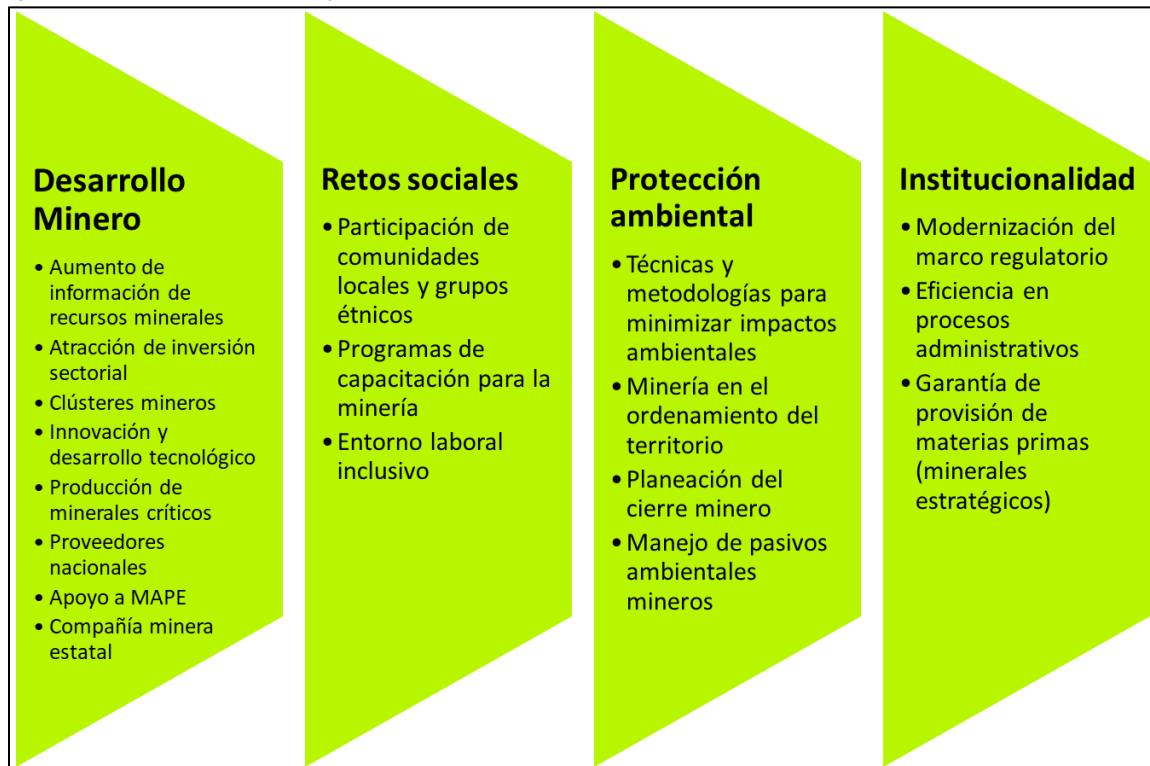 Desarrollo
Minero
• Aumento de
información de
recursos minerales
• Atracción de inversión
sectorial
• Clústeres mineros
• Innovación y
desarrollo tecnológico
• Producción de
minerales críticos
• Proveedores
nacionales
• Apoyo a MAPE
• Compañía minera
estatal
Retos sociales
• Participación de
comunidades
locales y grupos
étnicos
• Programas de
capacitación para la
minería
• Entorno laboral
inclusivo
Protección
ambiental
• Técnicas y
metodologías para
minimizar impactos
ambientales
• Minería en el
ordenamiento del
territorio
• Planeación del
cierre minero
• Manejo de pasivos
ambientales
mineros
Institucionalidad
• Modernización del
marco regulatorio
• Eficiencia en
procesos
administrativos
• Garantía de
provisión de
materias primas
(minerales
estratégicos)